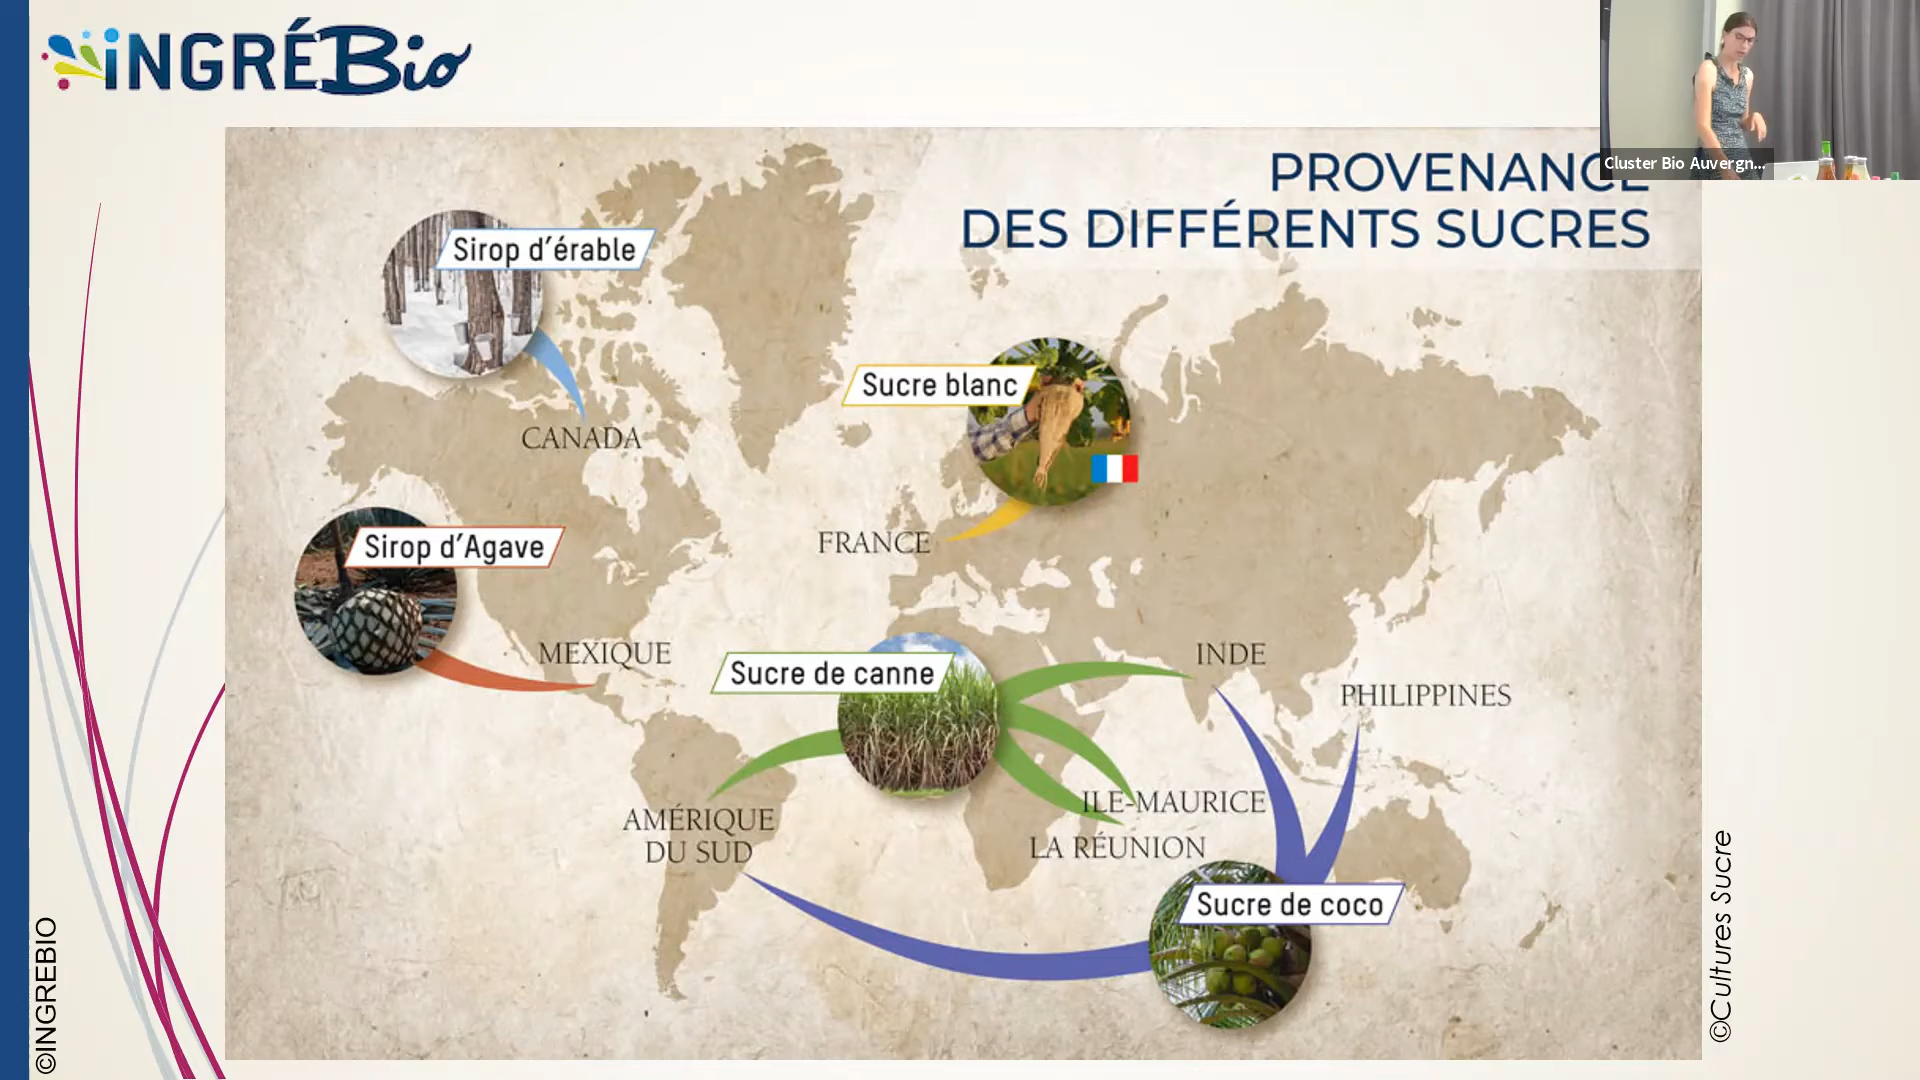 iNGRÉBio
Cluster Bio Auvergn...
PROVENANCE
DES DIFFÉRENTS SUCRES
Sirop d'érable
CANADA
Sucre blanc
FRANCE
Sirop d'Agave
MEXIQUE
Sucre de canne
INDE
PHILIPPINES
AMÉRIQUE
DU SUD
ILE-MAURICE
LA RÉUNION
Sucre de coco
©INGREBIO
©Cultures Sucre